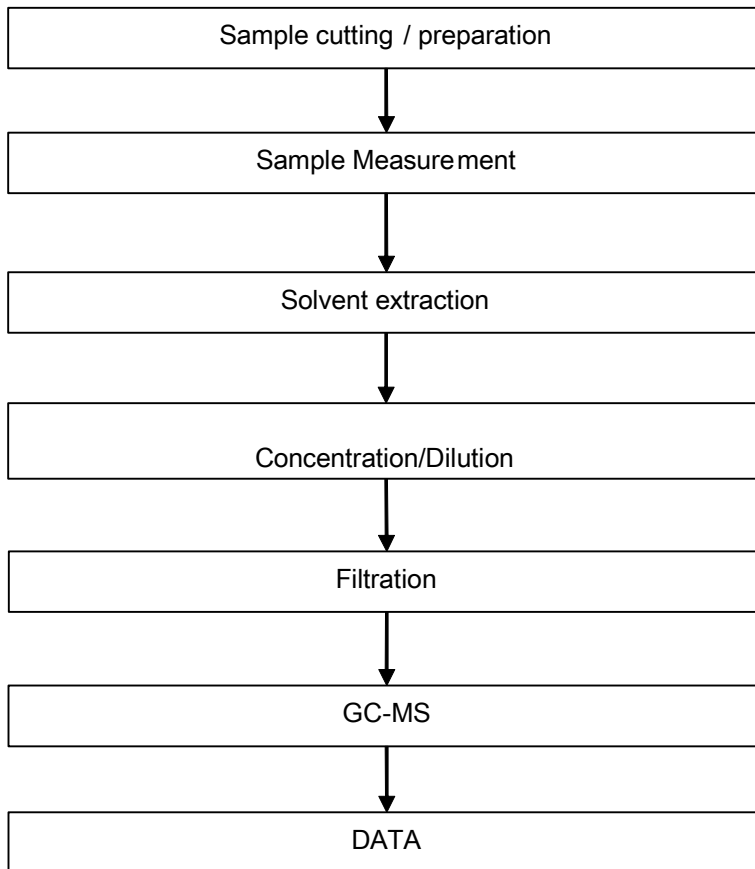 Sample cutting / preparation
Sample Measurement
Solvent extraction
Concentration/Dilution
Filtration
GC-MS
DATA